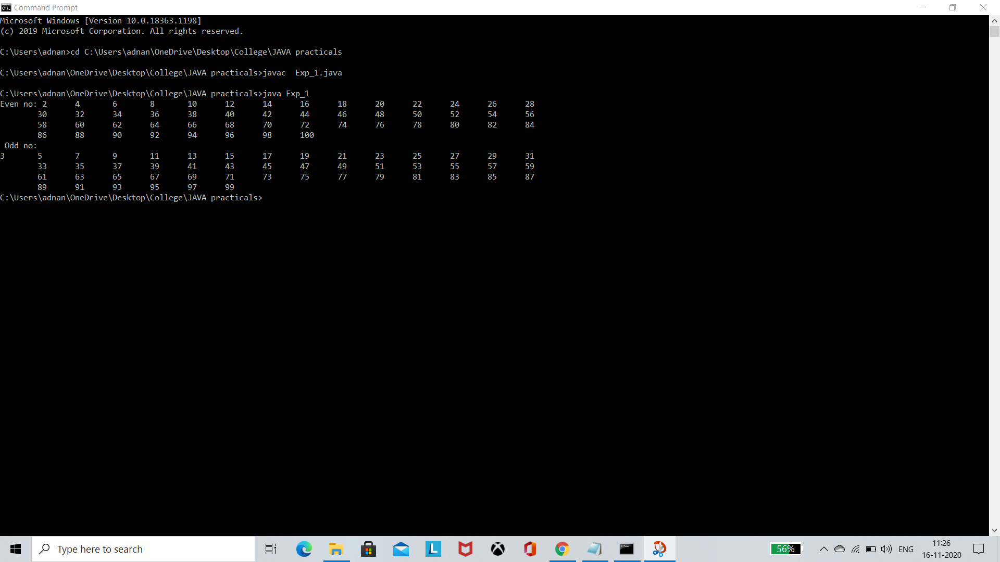 Command Prompt
Microsoft Windows [Version 10.0.18363.1198]
(c) 2019 Microsoft Corporation. All rights reserved.
C:\Users\adnan>cd C:\Users\adnan\OneDrive\Desktop\College\JAVA practicals
C:\Users\adnan\OneDrive\Desktop\College\JAVA practicals>javac  Exp_1.java
C:\Users\adnan\OneDrive\Desktop\College\JAVA practicals>java Exp_1
Even no: 2 4 6 8 10 12 14 16 18 20 22 24 26 28
30 32 34 36 38 40 42 44 46 48 50 52 54 56
58 60 62 64 66 68 70 72 74 76 78 80 82 84
86 88 90 92 94 96 98 100
Odd no:
3 5 7 9 11 13 15 17 19 21 23 25 27 29 31
33 35 37 39 41 43 45 47 49 51 53 55 57 59
61 63 65 67 69 71 73 75 77 79 81 83 85 87
89 91 93 95 97 99
C:\Users\adnan\OneDrive\Desktop\College\JAVA practicals>
Type here to search
L
56%
ENG
11:26
16-11-2020